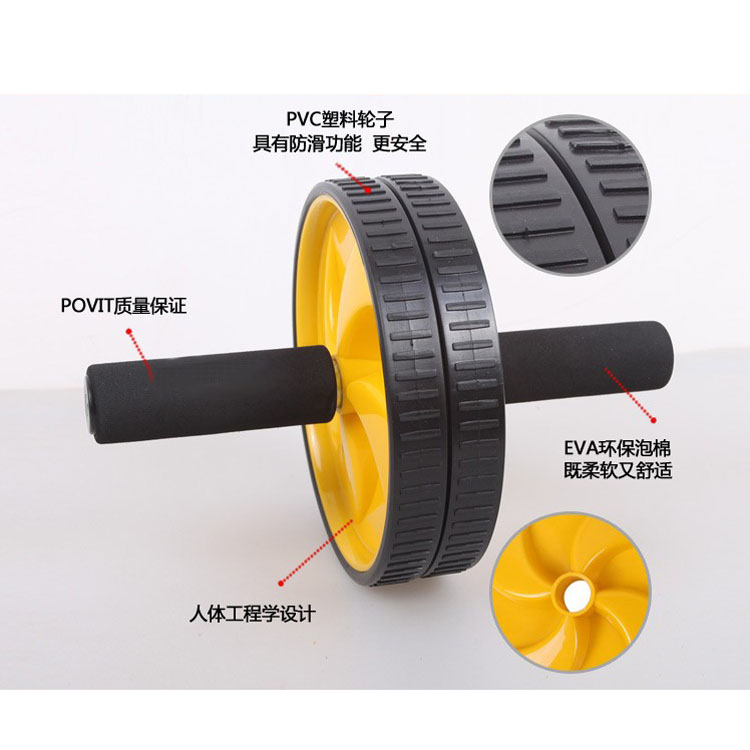 PVC塑料轮子
具有防滑功能 更安全
POVIT质量保证
EVA环保泡棉
既柔软又舒适
人体工程学设计